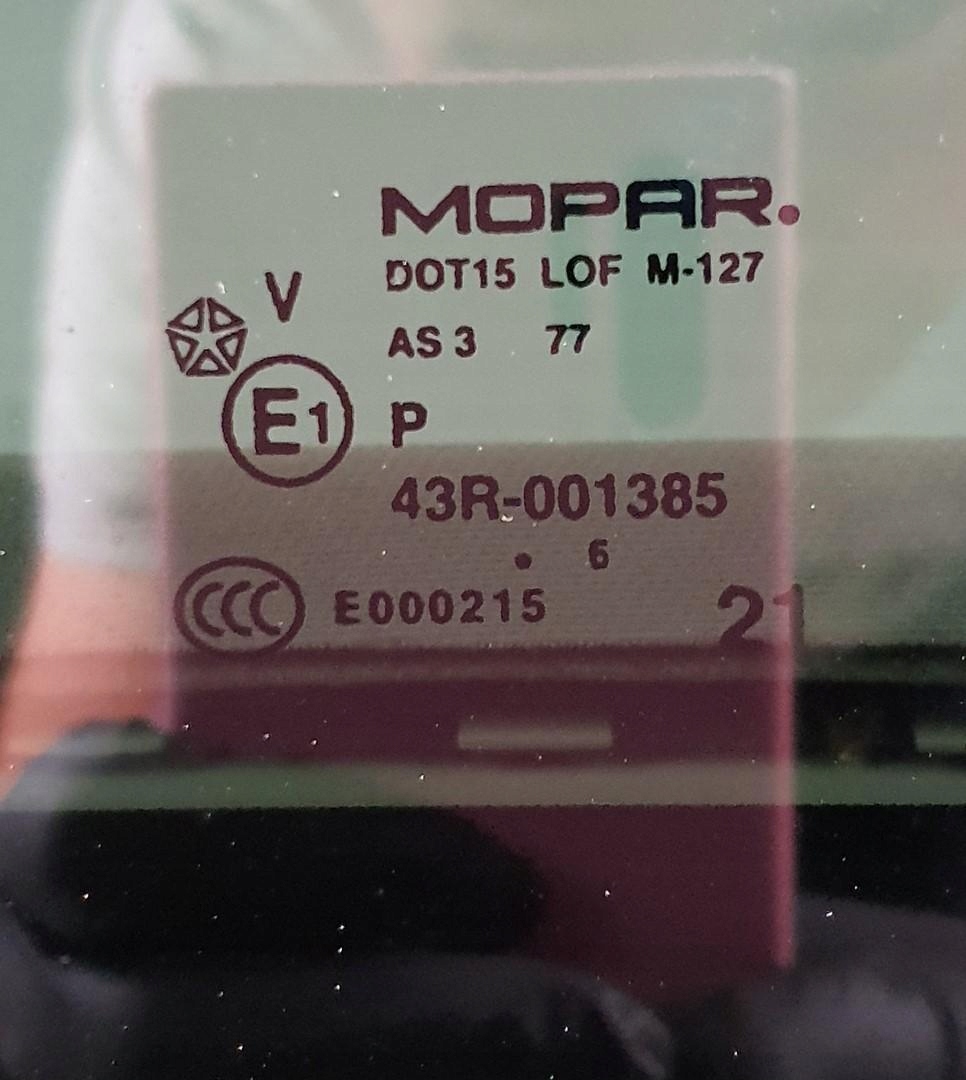 MOPAR.
DOT15 LOF M-127
V
AS 3 77
E1 P
43R-001385
. 6
CCC E000215 21